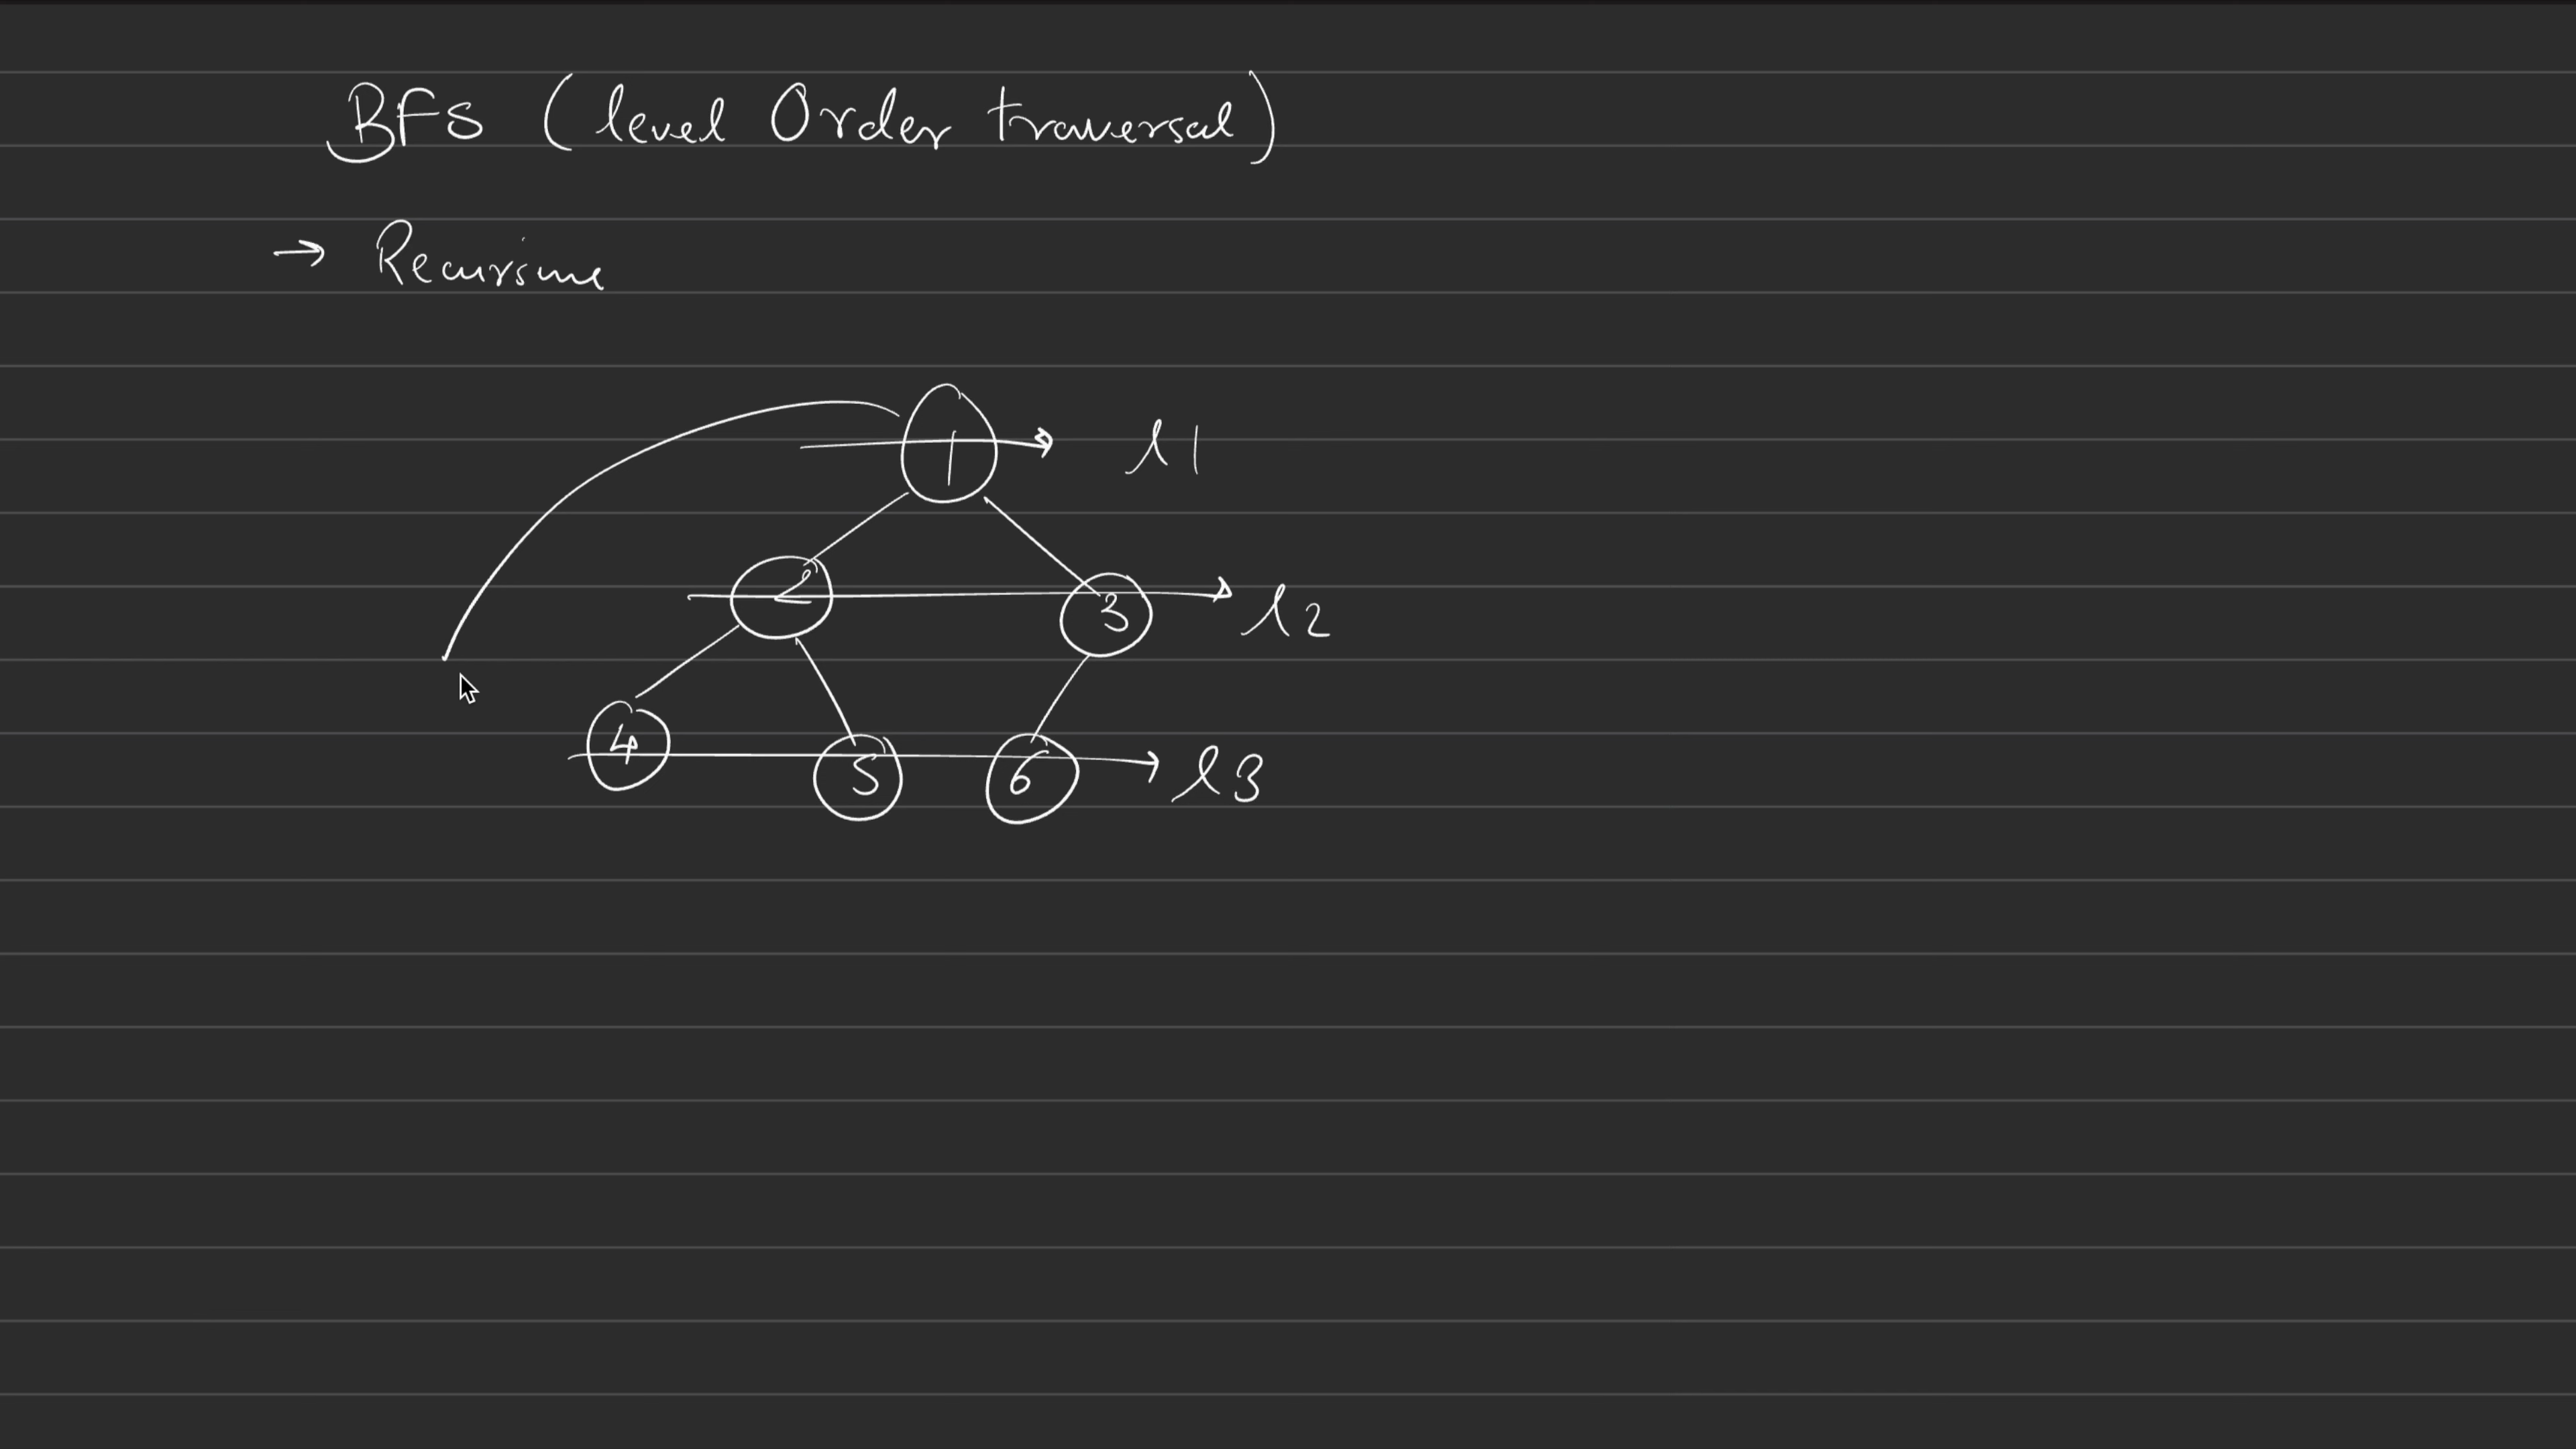 BFS (level Order traversal)
→ Recursive
1 l1
2 3 l2
4 5 6 l3